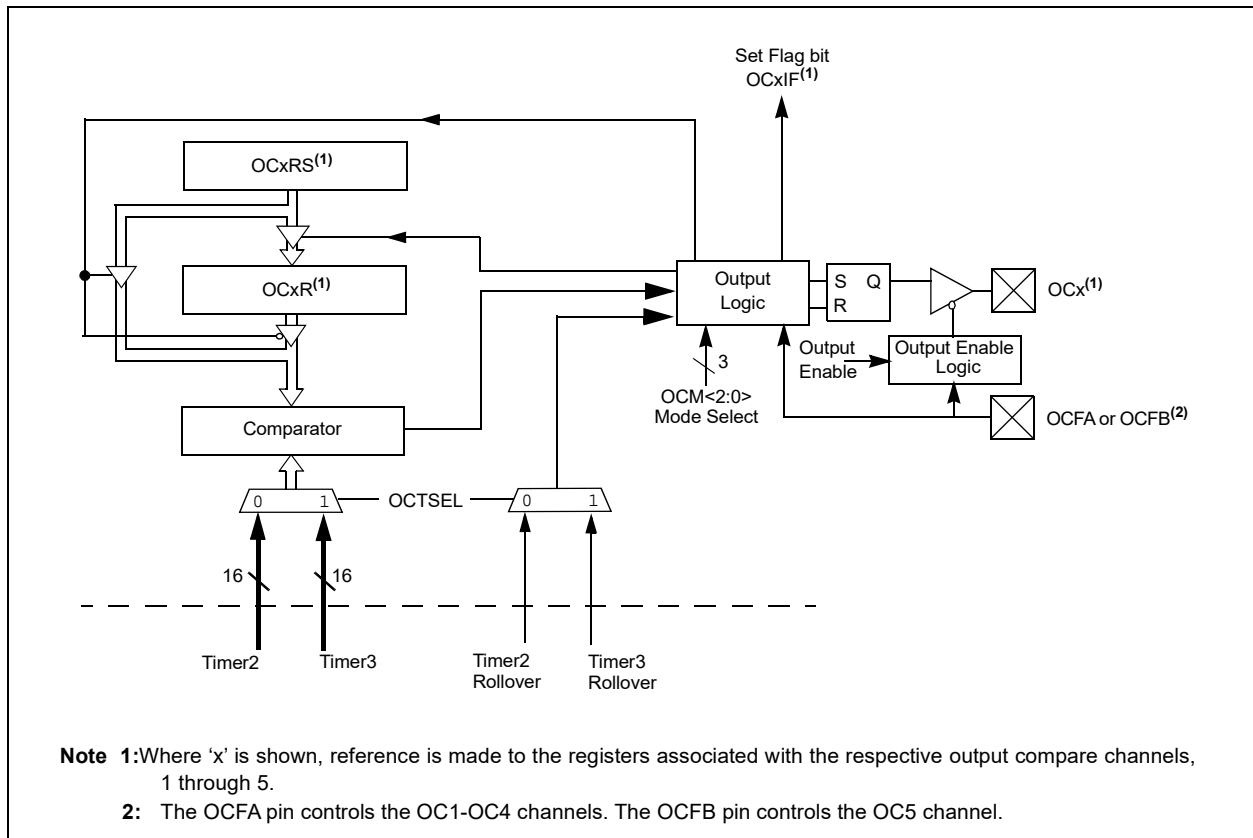 Set Flag bit
OCxIF(1)
OCxRS(1)
OCxR(1)
Output
Logic
S Q
R
OCx(1)
Output
Enable
Output Enable
Logic
3
OCM<2:0>
Mode Select
OCFA or OCFB(2)
Comparator
0 1
OCTSEL
0 1
16
16
Timer2
Timer3
Timer2
Rollover
Timer3
Rollover
Note 1:Where ‘x’ is shown, reference is made to the registers associated with the respective output compare channels,
1 through 5.
2: The OCFA pin controls the OC1-OC4 channels. The OCFB pin controls the OC5 channel.